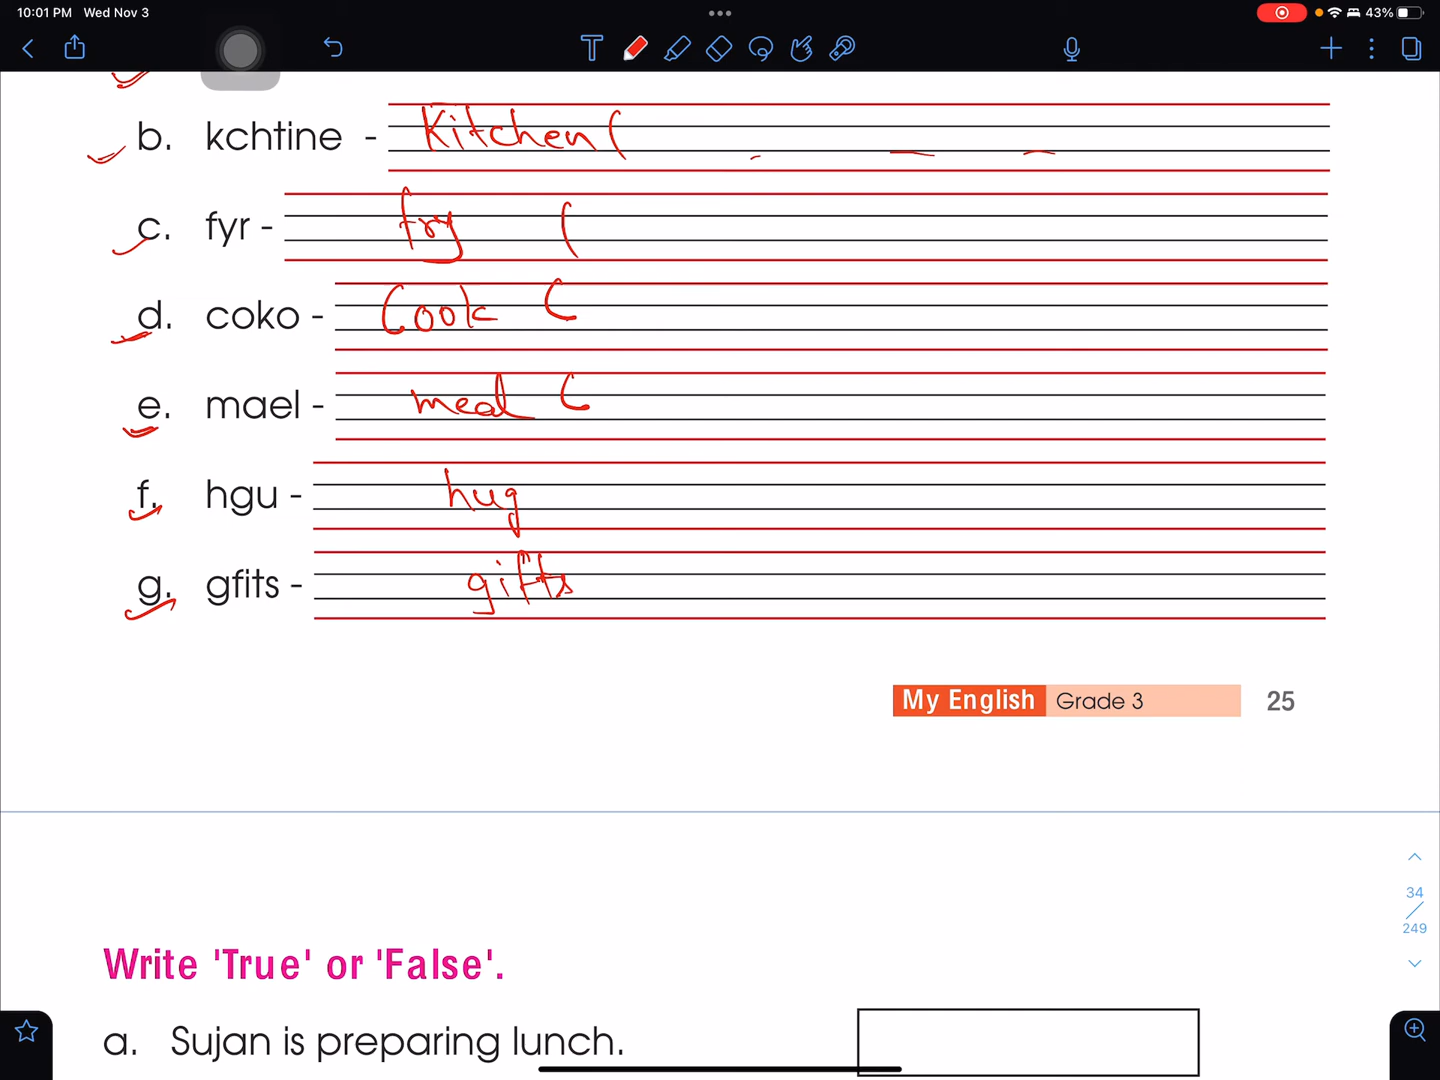 10:01 PM Wed Nov 3
43%
b. kchtine - Kitchen (
c. fyr - fry (
d. coko - Cook (
e. mael - meal (
f. hgu - hug
g. gfits - gifts
My English Grade 3 25
34
249
Write 'True' or 'False'.
a. Sujan is preparing lunch.